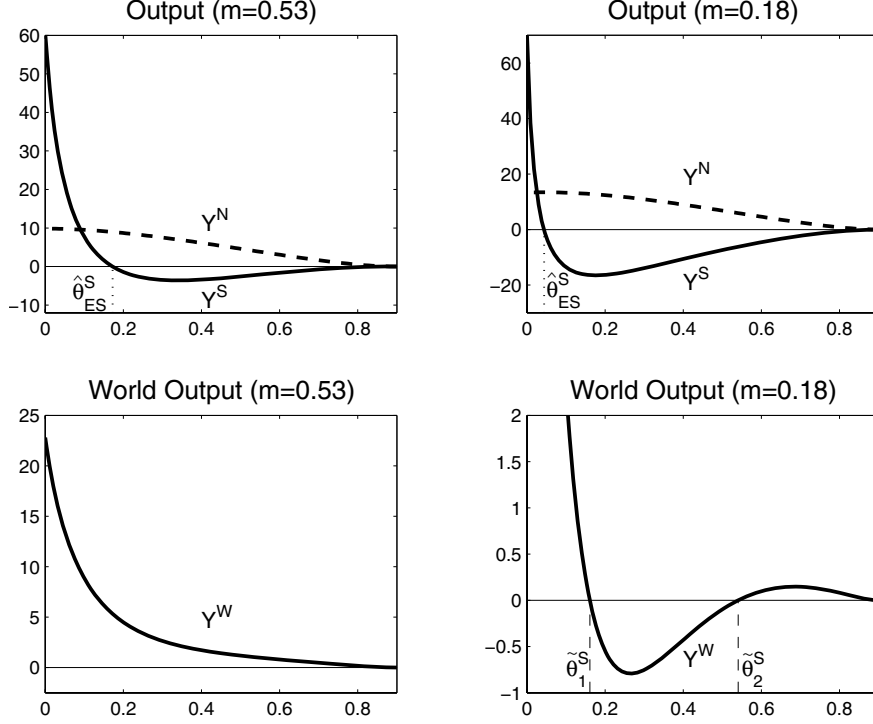 Output (m=0.53)
60
50
40
30
20
10
0
−10
Y^N
Y^S
θ̂^S_ES
0 0.2 0.4 0.6 0.8
Output (m=0.18)
60
40
20
0
−20
Y^N
Y^S
θ̂^S_ES
0 0.2 0.4 0.6 0.8
World Output (m=0.53)
25
20
15
10
5
0
Y^W
0 0.2 0.4 0.6 0.8
World Output (m=0.18)
2
1.5
1
0.5
0
−0.5
−1
θ̃^S_1
Y^W
θ̃^S_2
0 0.2 0.4 0.6 0.8